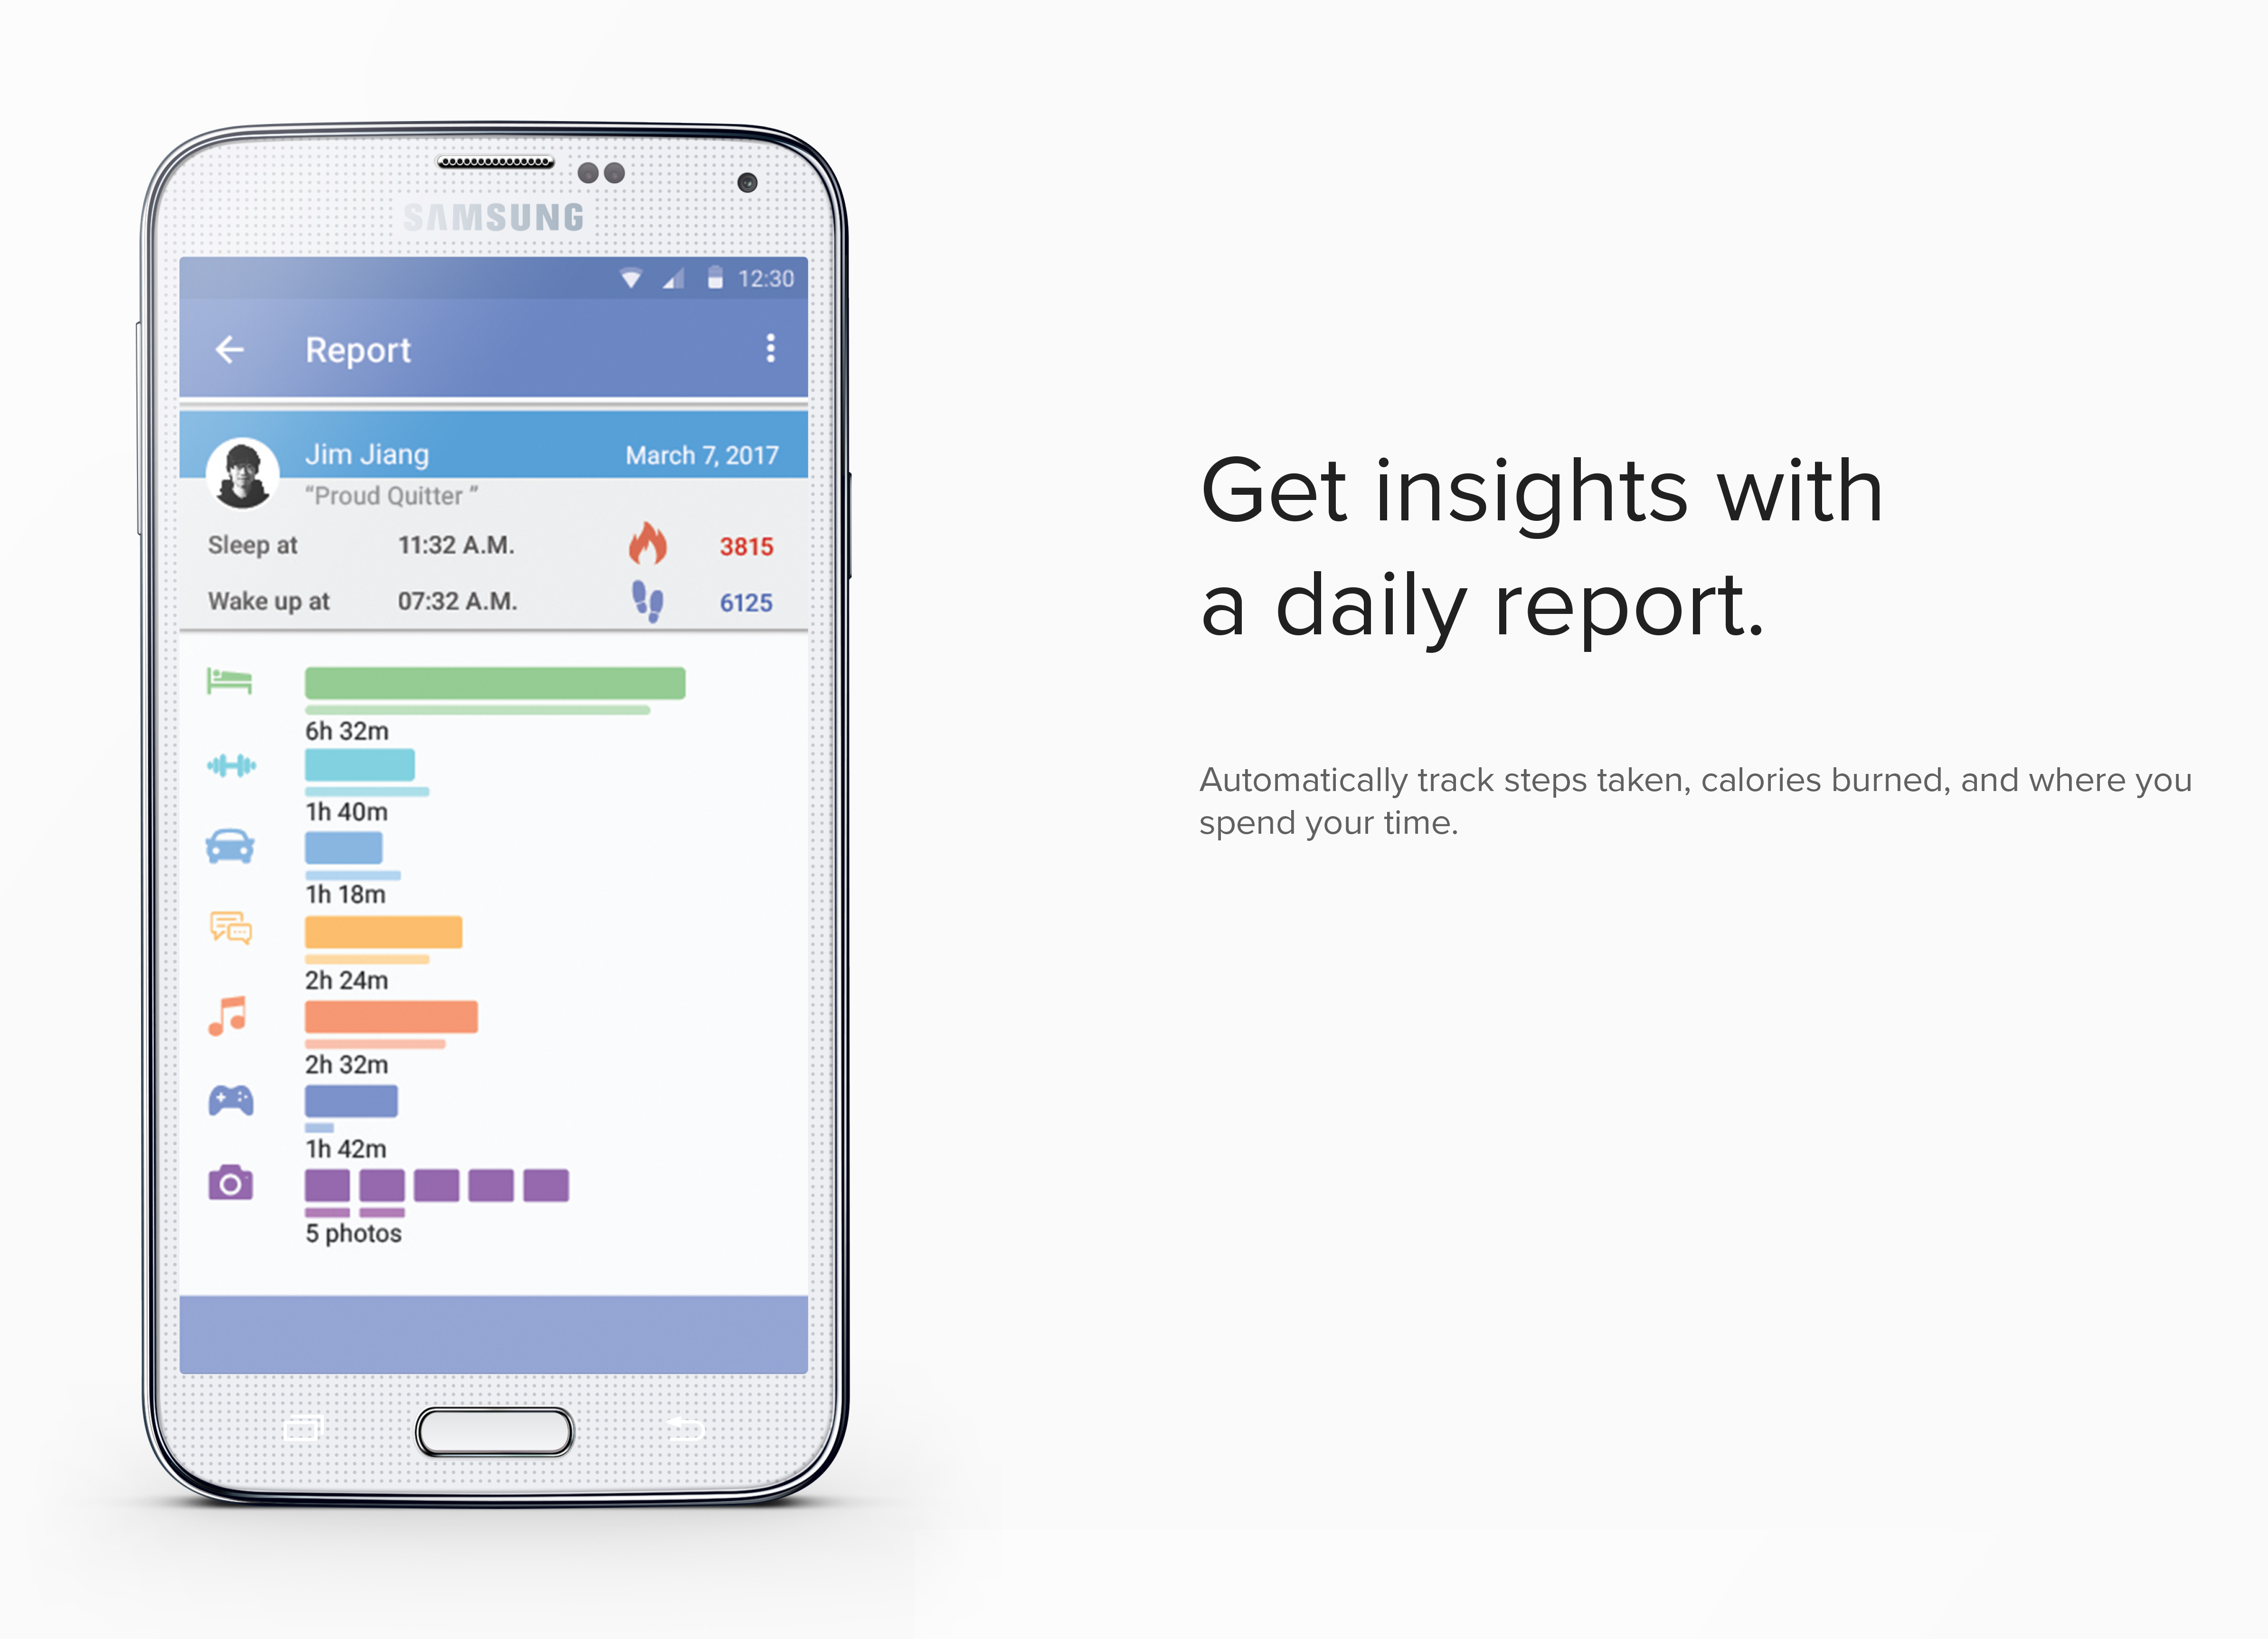 SAMSUNG
12:30
Report
Jim Jiang March 7, 2017
“Proud Quitter ”
Sleep at 11:32 A.M. 3815
Wake up at 07:32 A.M. 6125
6h 32m
1h 40m
1h 18m
2h 24m
2h 32m
1h 42m
5 photos
Get insights with
a daily report.
Automatically track steps taken, calories burned, and where you
spend your time.